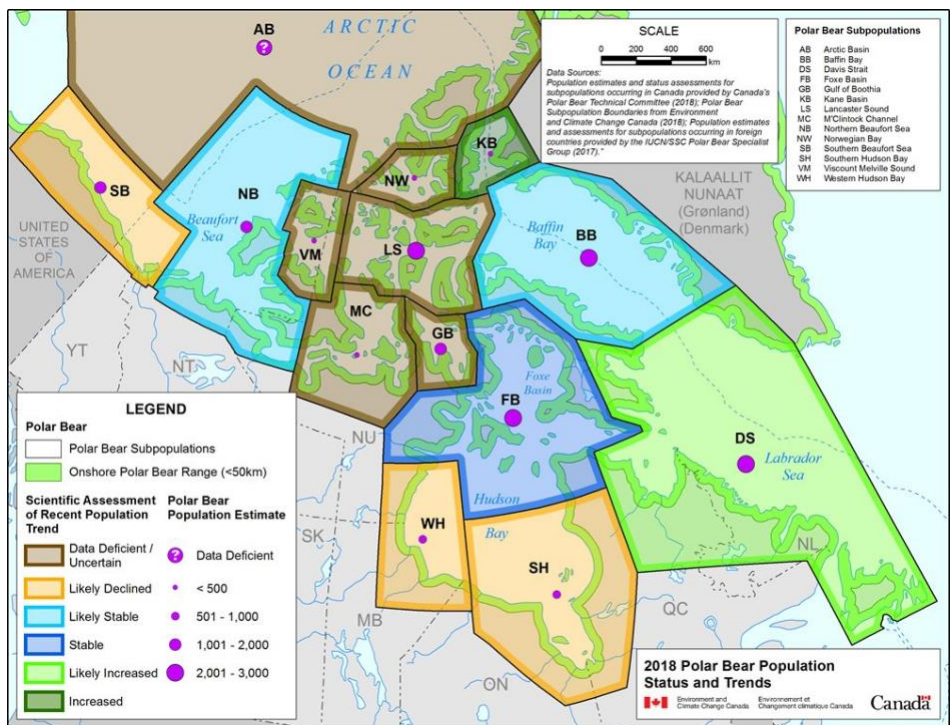 AB
?
ARCTIC
OCEAN
SCALE
0 200 400 600
km
Data Sources:
Population estimates and status assessments for
subpopulations occurring in Canada provided by Canada's
Polar Bear Technical Committee (2018); Polar Bear
Subpopulation Boundaries from Environment
and Climate Change Canada (2018); Population estimates
and assessments for subpopulations occurring in foreign
countries provided by the IUCN/SSC Polar Bear Specialist
Group (2017)."
Polar Bear Subpopulations
AB Arctic Basin
BB Baffin Bay
DS Davis Strait
FB Foxe Basin
GB Gulf of Boothia
KB Kane Basin
LS Lancaster Sound
MC M'Clintock Channel
NB Northern Beaufort Sea
NW Norwegian Bay
SB Southern Beaufort Sea
SH Southern Hudson Bay
VM Viscount Melville Sound
WH Western Hudson Bay
KB
NW
KALAALLIT
NUNAAT
(Grønland)
(Denmark)
SB
NB
Beaufort
Sea
UNITED
STATES
OF
AMERICA
VM
LS
Baffin
Bay
BB
MC
GB
YT
NT
Foxe
Basin
FB
NU
DS
Labrador
Sea
Hudson
Bay
WH
SK
SH
NL
MB
QC
ON
LEGEND
Polar Bear
Polar Bear Subpopulations
Onshore Polar Bear Range (<50km)
Scientific Assessment
of Recent Population
Trend
Data Deficient /
Uncertain
Likely Declined
Likely Stable
Stable
Likely Increased
Increased
Polar Bear
Population Estimate
? Data Deficient
< 500
501 - 1,000
1,001 - 2,000
2,001 - 3,000
2018 Polar Bear Population
Status and Trends
Environment and
Climate Change Canada
Environnement et
Changement climatique Canada
Canada